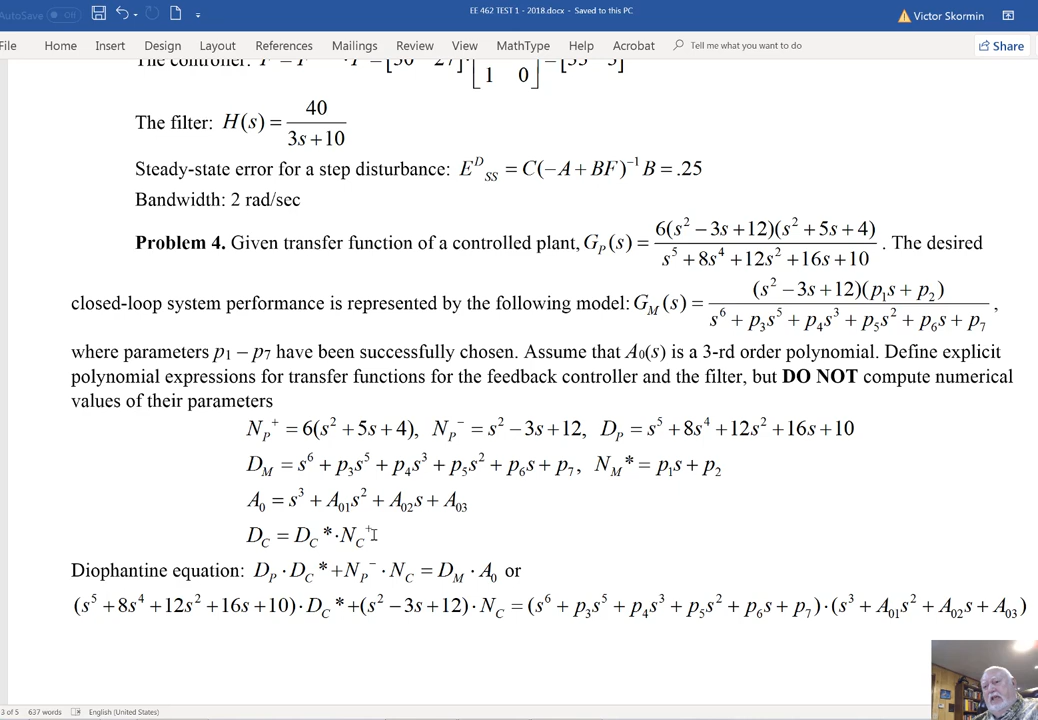 AutoSave Off EE 462 TEST 1 - 2018.docx - Saved to this PC Victor Skormin
File Home Insert Design Layout References Mailings Review View MathType Help Acrobat Tell me what you want to do Share
The controller:
1 0
The filter: H(s) = 40 / (3s + 10)
Steady-state error for a step disturbance: E^D_SS = C(−A + BF)^−1 B = .25
Bandwidth: 2 rad/sec
Problem 4. Given transfer function of a controlled plant, G_P(s) = 6(s^2 − 3s + 12)(s^2 + 5s + 4) / (s^5 + 8s^4 + 12s^2 + 16s + 10). The desired
closed-loop system performance is represented by the following model: G_M(s) = (s^2 − 3s + 12)(p_1s + p_2) / (s^6 + p_3s^5 + p_4s^3 + p_5s^2 + p_6s + p_7),
where parameters p_1 − p_7 have been successfully chosen. Assume that A_0(s) is a 3-rd order polynomial. Define explicit
polynomial expressions for transfer functions for the feedback controller and the filter, but DO NOT compute numerical
values of their parameters
N_P^+ = 6(s^2 + 5s + 4), N_P^− = s^2 − 3s + 12, D_P = s^5 + 8s^4 + 12s^2 + 16s + 10
D_M = s^6 + p_3s^5 + p_4s^3 + p_5s^2 + p_6s + p_7, N_M* = p_1s + p_2
A_0 = s^3 + A_01s^2 + A_02s + A_03
D_C = D_C* · N_C^+
Diophantine equation: D_P · D_C* + N_P^− · N_C = D_M · A_0 or
(s^5 + 8s^4 + 12s^2 + 16s + 10) · D_C* + (s^2 − 3s + 12) · N_C = (s^6 + p_3s^5 + p_4s^3 + p_5s^2 + p_6s + p_7) · (s^3 + A_01s^2 + A_02s + A_03)
3 of 5 637 words English (United States)